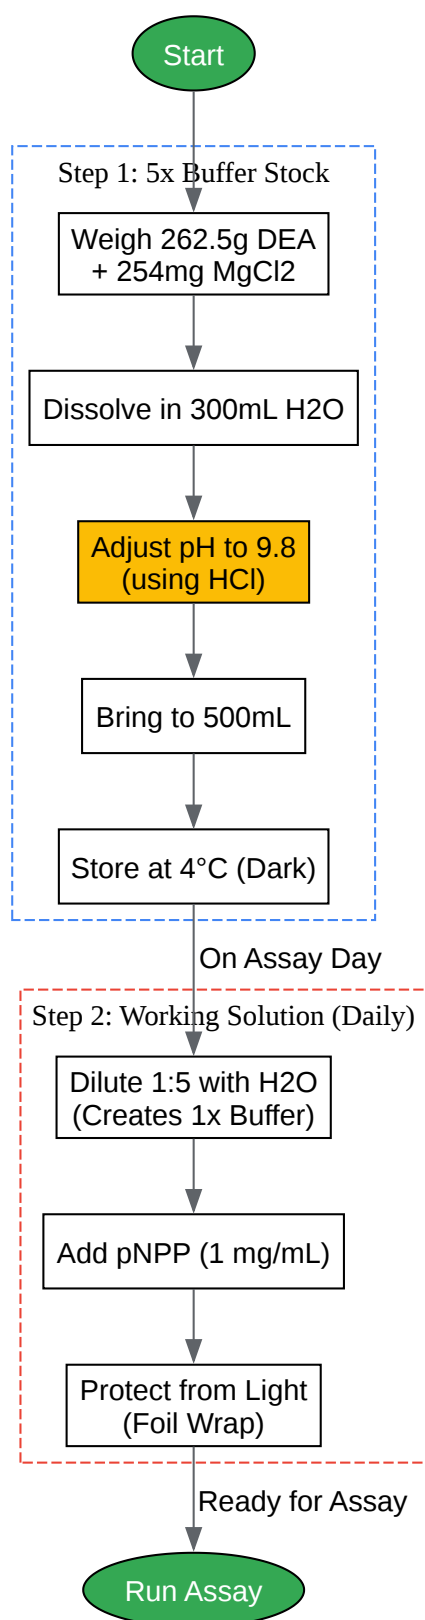 Start
Step 1: 5x Buffer Stock
Weigh 262.5g DEA
+ 254mg MgCl2
Dissolve in 300mL H2O
Adjust pH to 9.8
(using HCl)
Bring to 500mL
Store at 4°C (Dark)
On Assay Day
Step 2: Working Solution (Daily)
Dilute 1:5 with H2O
(Creates 1x Buffer)
Add pNPP (1 mg/mL)
Protect from Light
(Foil Wrap)
Ready for Assay
Run Assay